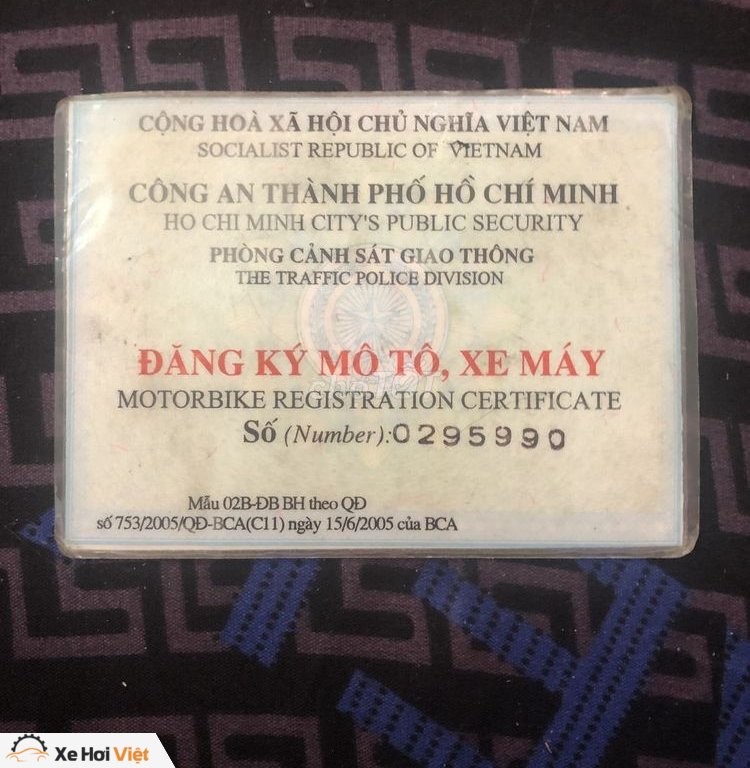 CỘNG HOÀ XÃ HỘI CHỦ NGHĨA VIỆT NAM
SOCIALIST REPUBLIC OF VIETNAM
CÔNG AN THÀNH PHỐ HỒ CHÍ MINH
HO CHI MINH CITY'S PUBLIC SECURITY
PHÒNG CẢNH SÁT GIAO THÔNG
THE TRAFFIC POLICE DIVISION
ĐĂNG KÝ MÔ TÔ, XE MÁY
MOTORBIKE REGISTRATION CERTIFICATE
Số (Number):0295990
Mẫu 02B-ĐB BH theo QĐ
số 753/2005/QĐ-BCA(C11) ngày 15/6/2005 của BCA
Xe Hơi Việt